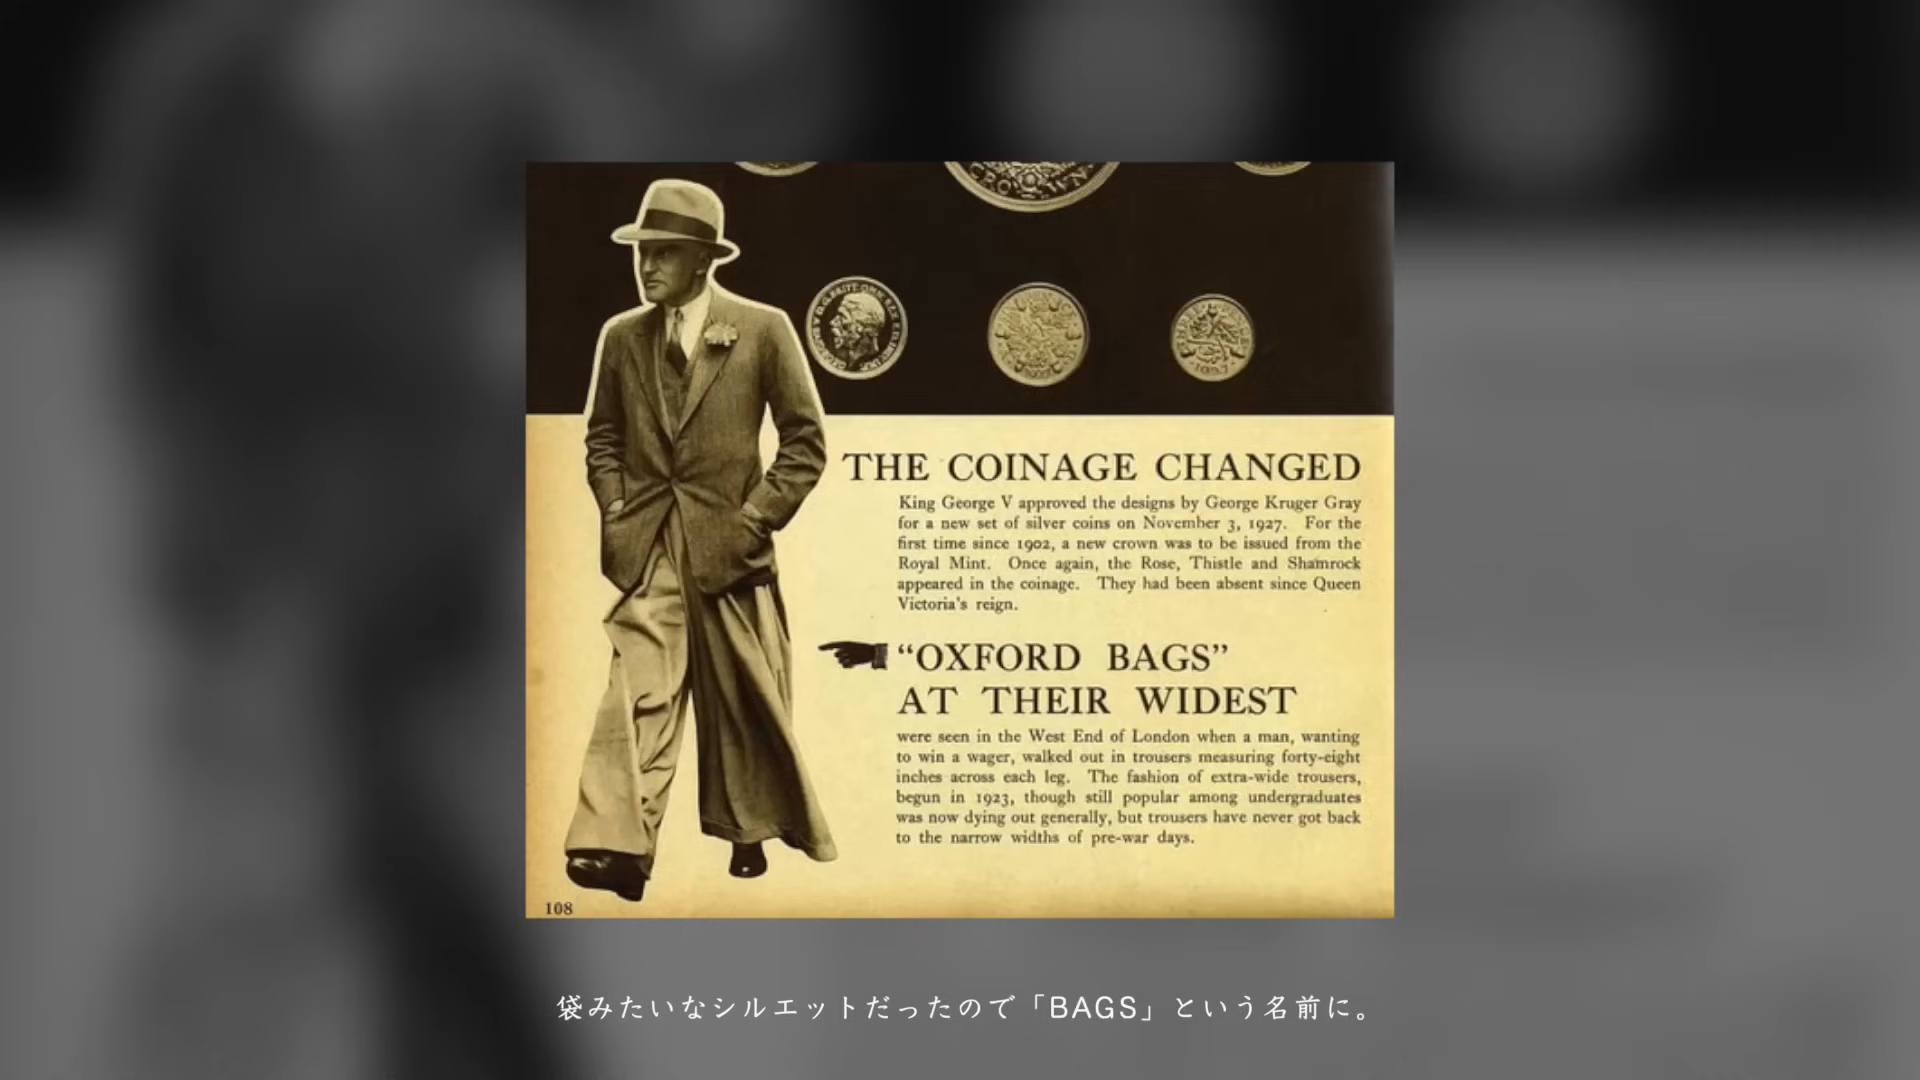 CROWN
THE COINAGE CHANGED
King George V approved the designs by George Kruger Gray
for a new set of silver coins on November 3, 1927. For the
first time since 1902, a new crown was to be issued from the
Royal Mint. Once again, the Rose, Thistle and Shamrock
appeared in the coinage. They had been absent since Queen
Victoria's reign.
“OXFORD BAGS”
AT THEIR WIDEST
were seen in the West End of London when a man, wanting
to win a wager, walked out in trousers measuring forty-eight
inches across each leg. The fashion of extra-wide trousers,
begun in 1923, though still popular among undergraduates
was now dying out generally, but trousers have never got back
to the narrow widths of pre-war days.
108
袋みたいなシルエットだったので「BAGS」という名前に。